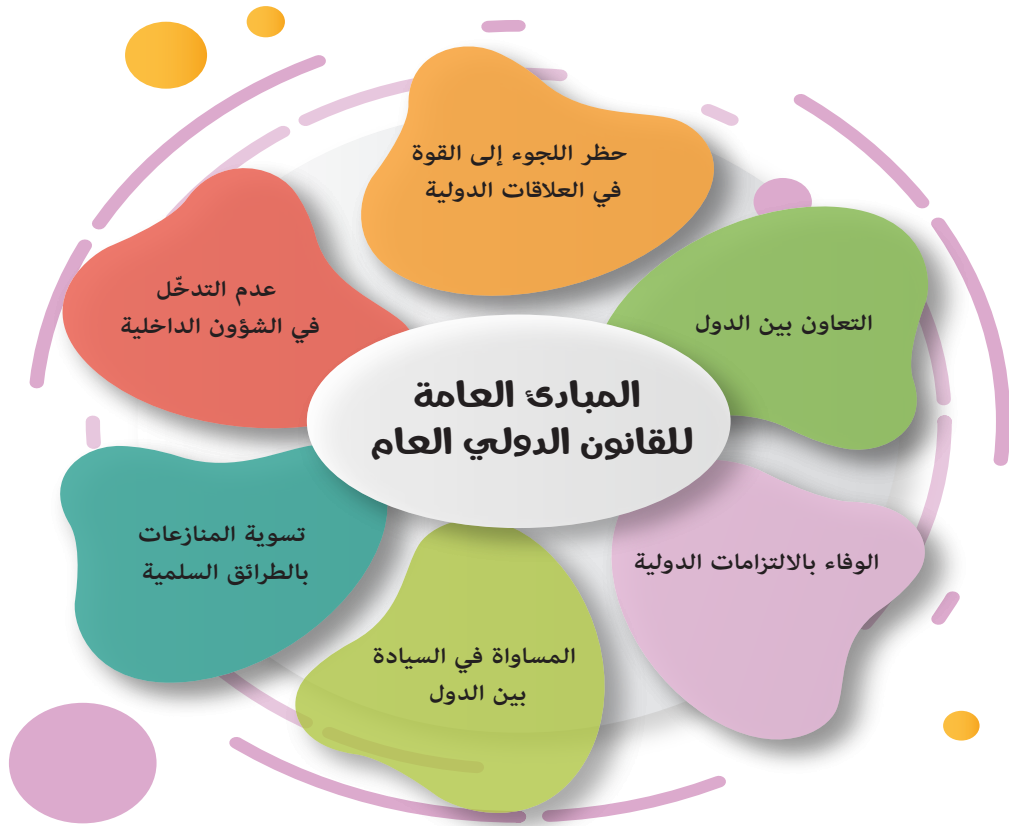 المبادئ العامة
للقانون الدولي العام
حظر اللجوء إلى القوة
في العلاقات الدولية
التعاون بين الدول
الوفاء بالالتزامات الدولية
المساواة في السيادة
بين الدول
تسوية المنازعات
بالطرائق السلمية
عدم التدخّل
في الشؤون الداخلية